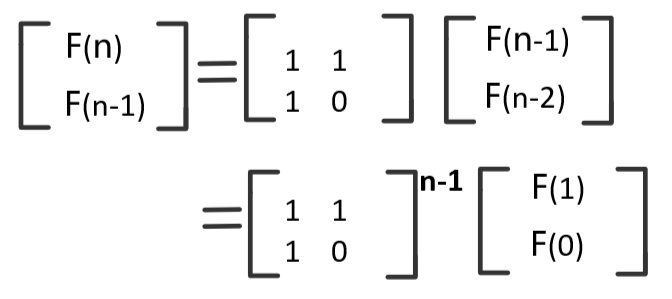 F(n) = 1 1 F(n-1)
F(n-1) 1 0 F(n-2)
= 1 1 n-1 F(1)
1 0 F(0)